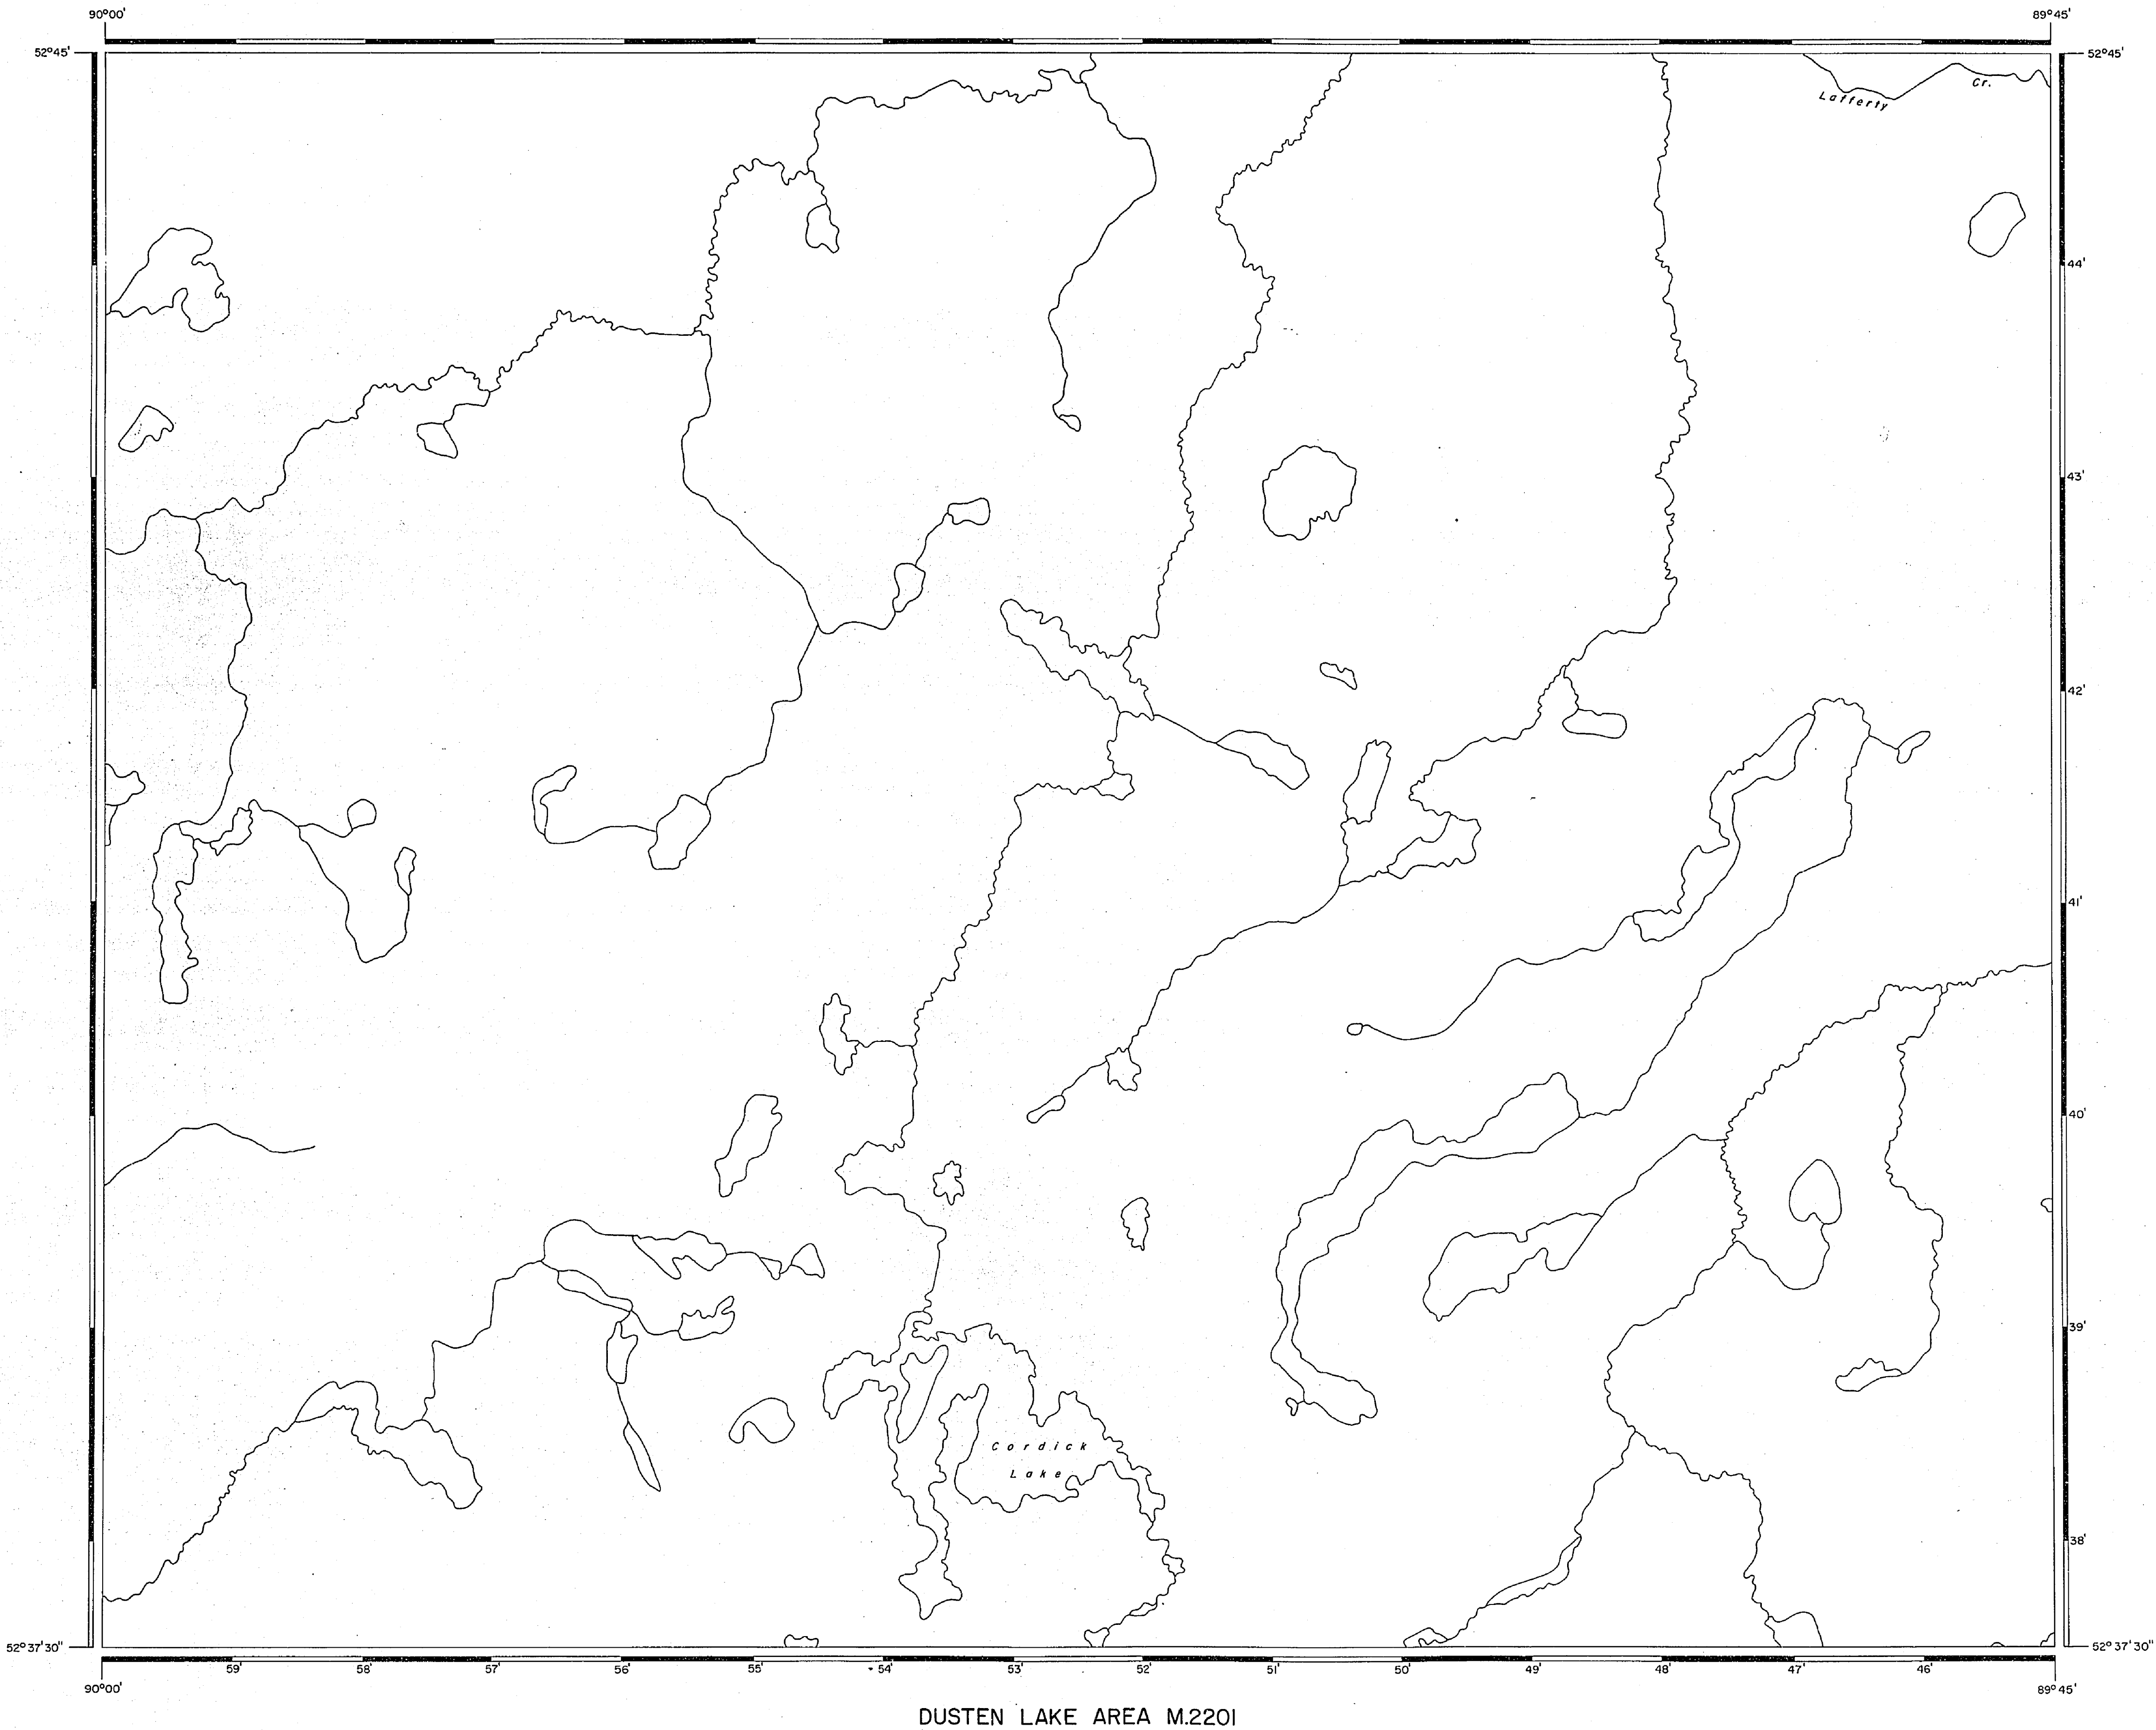 90°00' 89°45'
52°45' 52°45'
Lafferty Cr.
44'
43'
42'
41'
40'
39'
Cordick
Lake
38'
52°37'30" 52°37'30"
59' 58' 57' 56' 55' 54' 53' 52' 51' 50' 49' 48' 47' 46'
90°00' 89°45'
DUSTEN LAKE AREA M.2201